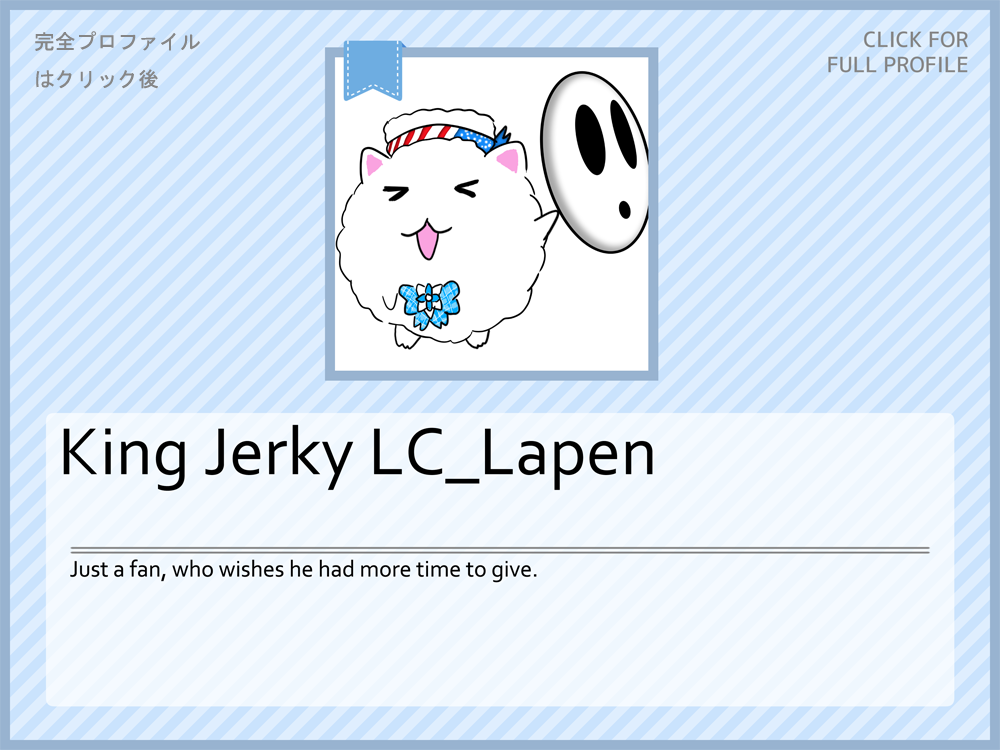 完全プロファイル
はクリック後
CLICK FOR
FULL PROFILE
King Jerky LC_Lapen
Just a fan, who wishes he had more time to give.